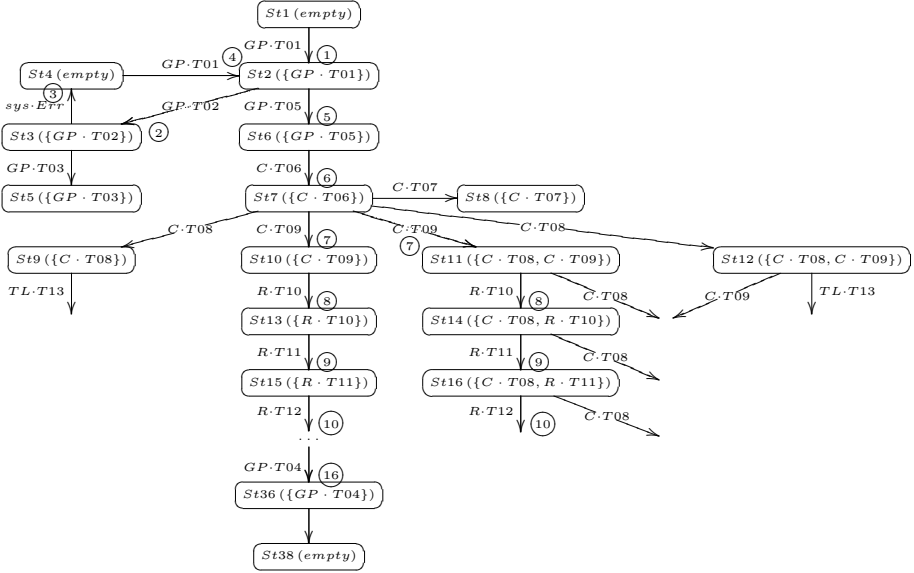 St1 (empty)
GP·T01
1
4
GP·T01
St4 (empty)
St2 ({GP · T01})
3
sys·Err
GP·T02
GP·T05
5
2
St3 ({GP · T02})
St6 ({GP · T05})
GP·T03
C·T06
6
St5 ({GP · T03})
St7 ({C · T06})
C·T07
St8 ({C · T07})
C·T08
C·T09
7
C·T09
7
C·T08
St9 ({C · T08})
St10 ({C · T09})
St11 ({C · T08, C · T09})
St12 ({C · T08, C · T09})
TL·T13
R·T10
8
R·T10
8
C·T08
C·T09
TL·T13
St13 ({R · T10})
St14 ({C · T08, R · T10})
R·T11
9
R·T11
9
C·T08
St15 ({R · T11})
St16 ({C · T08, R · T11})
R·T12
10
R·T12
10
C·T08
...
GP·T04
16
St36 ({GP · T04})
St38 (empty)